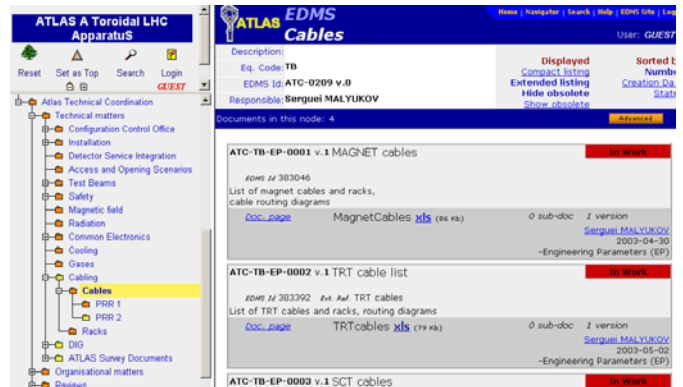 ATLAS A Toroidal LHC
ApparatuS
Reset Set as Top Search Login
GUEST
Atlas Technical Coordination
Technical matters
Configuration Control Office
Installation
Detector Service Integration
Access and Opening Scenarios
Test Beams
Safety
Magnetic field
Radiation
Common Electronics
Cooling
Gases
Cabling
Cables
PRR 1
PRR 2
Racks
DIG
ATLAS Survey Documents
Organisational matters
Reviews
ATLAS EDMS
Cables
Home | Navigator | Search | Help | EDMS Site | Log
User: GUEST
Description:
Eq. Code: TB
EDMS Id: ATC-0209 v.0
Responsible: Serguei MALYUKOV
Displayed
Compact listing
Extended listing
Hide obsolete
Show obsolete
Sorted b
Numbe
Creation Da
State
Documents in this node: 4
Advanced
ATC-TB-EP-0001 v.1 MAGNET cables
In Work
EDMS Id 383046
List of magnet cables and racks,
cable routing diagrams
Doc. page MagnetCables xls (86 Kb) 0 sub-doc 1 version
Serguei MALYUKOV
2003-04-30
-Engineering Parameters (EP)
ATC-TB-EP-0002 v.1 TRT cable list
In Work
EDMS Id 383392 Ext. Ref. TRT cables
List of TRT cables and racks, routing diagrams
Doc. page TRTcables xls (79 Kb) 0 sub-doc 1 version
Serguei MALYUKOV
2003-05-02
-Engineering Parameters (EP)
ATC-TB-EP-0003 v.1 SCT cables
In Work